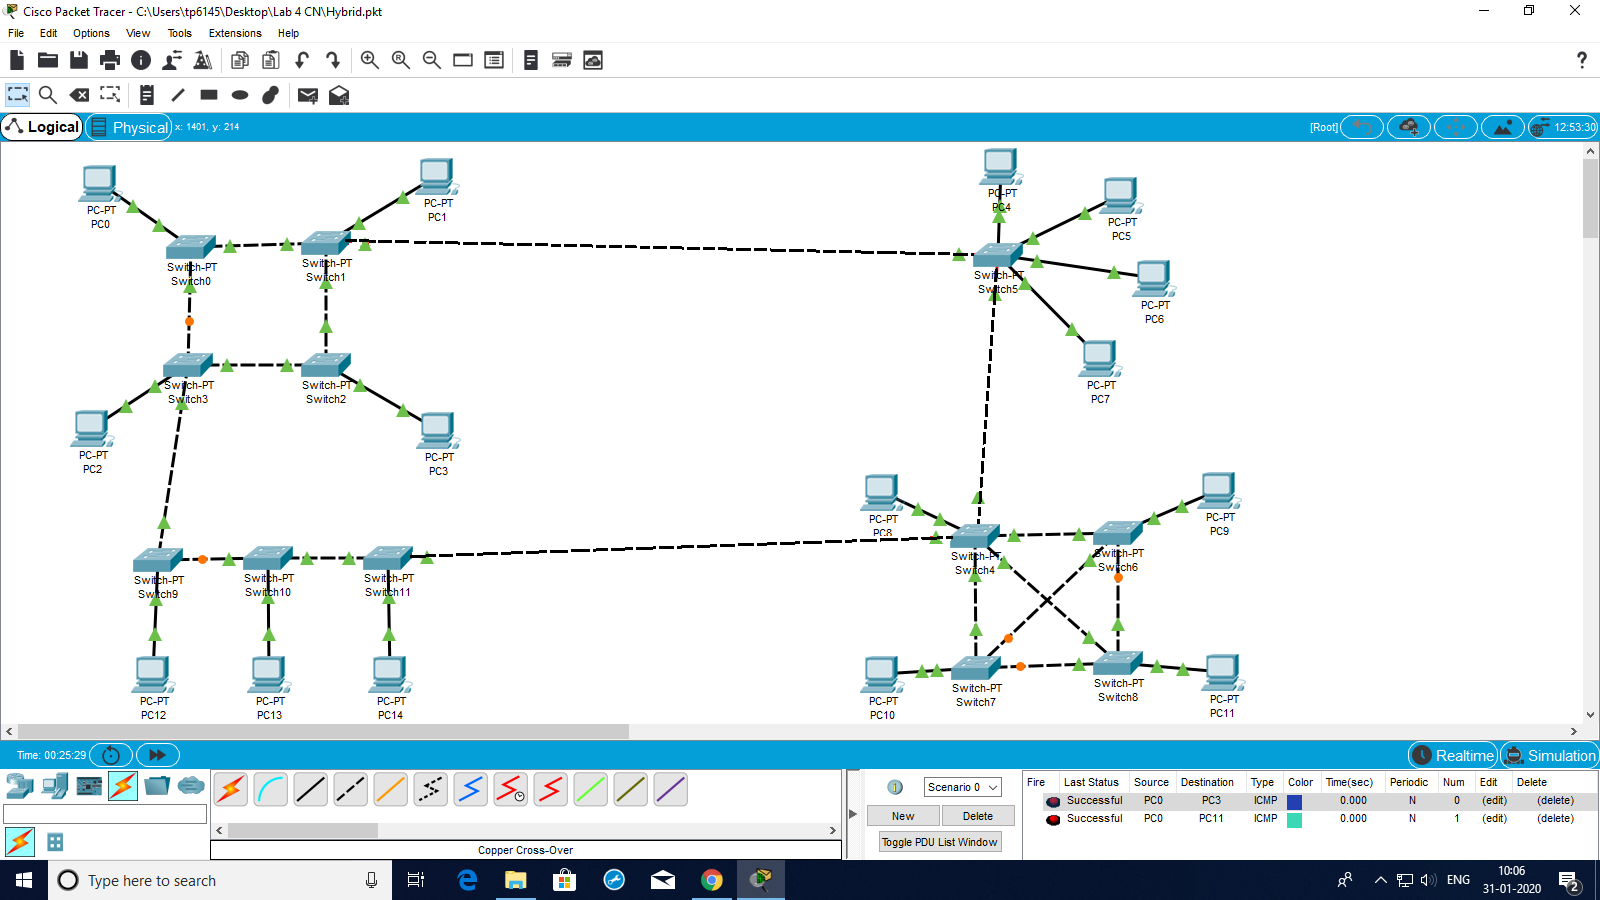 Cisco Packet Tracer - C:\Users\tp6145\Desktop\Lab 4 CN\Hybrid.pkt
File Edit Options View Tools Extensions Help
Logical Physical x: 1401, y: 214 [Root] 12:53:30
PC-PT
PC0
PC-PT
PC1
PC-PT
PC4
PC-PT
PC5
Switch-PT
Switch0
Switch-PT
Switch1
Switch-PT
Switch5
PC-PT
PC6
Switch-PT
Switch3
Switch-PT
Switch2
PC-PT
PC7
PC-PT
PC2
PC-PT
PC3
PC-PT
PC8
PC-PT
PC9
Switch-PT
Switch4
Switch-PT
Switch6
Switch-PT
Switch9
Switch-PT
Switch10
Switch-PT
Switch11
PC-PT
PC12
PC-PT
PC13
PC-PT
PC14
PC-PT
PC10
Switch-PT
Switch7
Switch-PT
Switch8
PC-PT
PC11
Time: 00:25:29 Realtime Simulation
Scenario 0
New Delete
Toggle PDU List Window
Fire Last Status Source Destination Type Color Time(sec) Periodic Num Edit Delete
Successful PC0 PC3 ICMP 0.000 N 0 (edit) (delete)
Successful PC0 PC11 ICMP 0.000 N 1 (edit) (delete)
Copper Cross-Over
Type here to search
ENG
10:06
31-01-2020
2